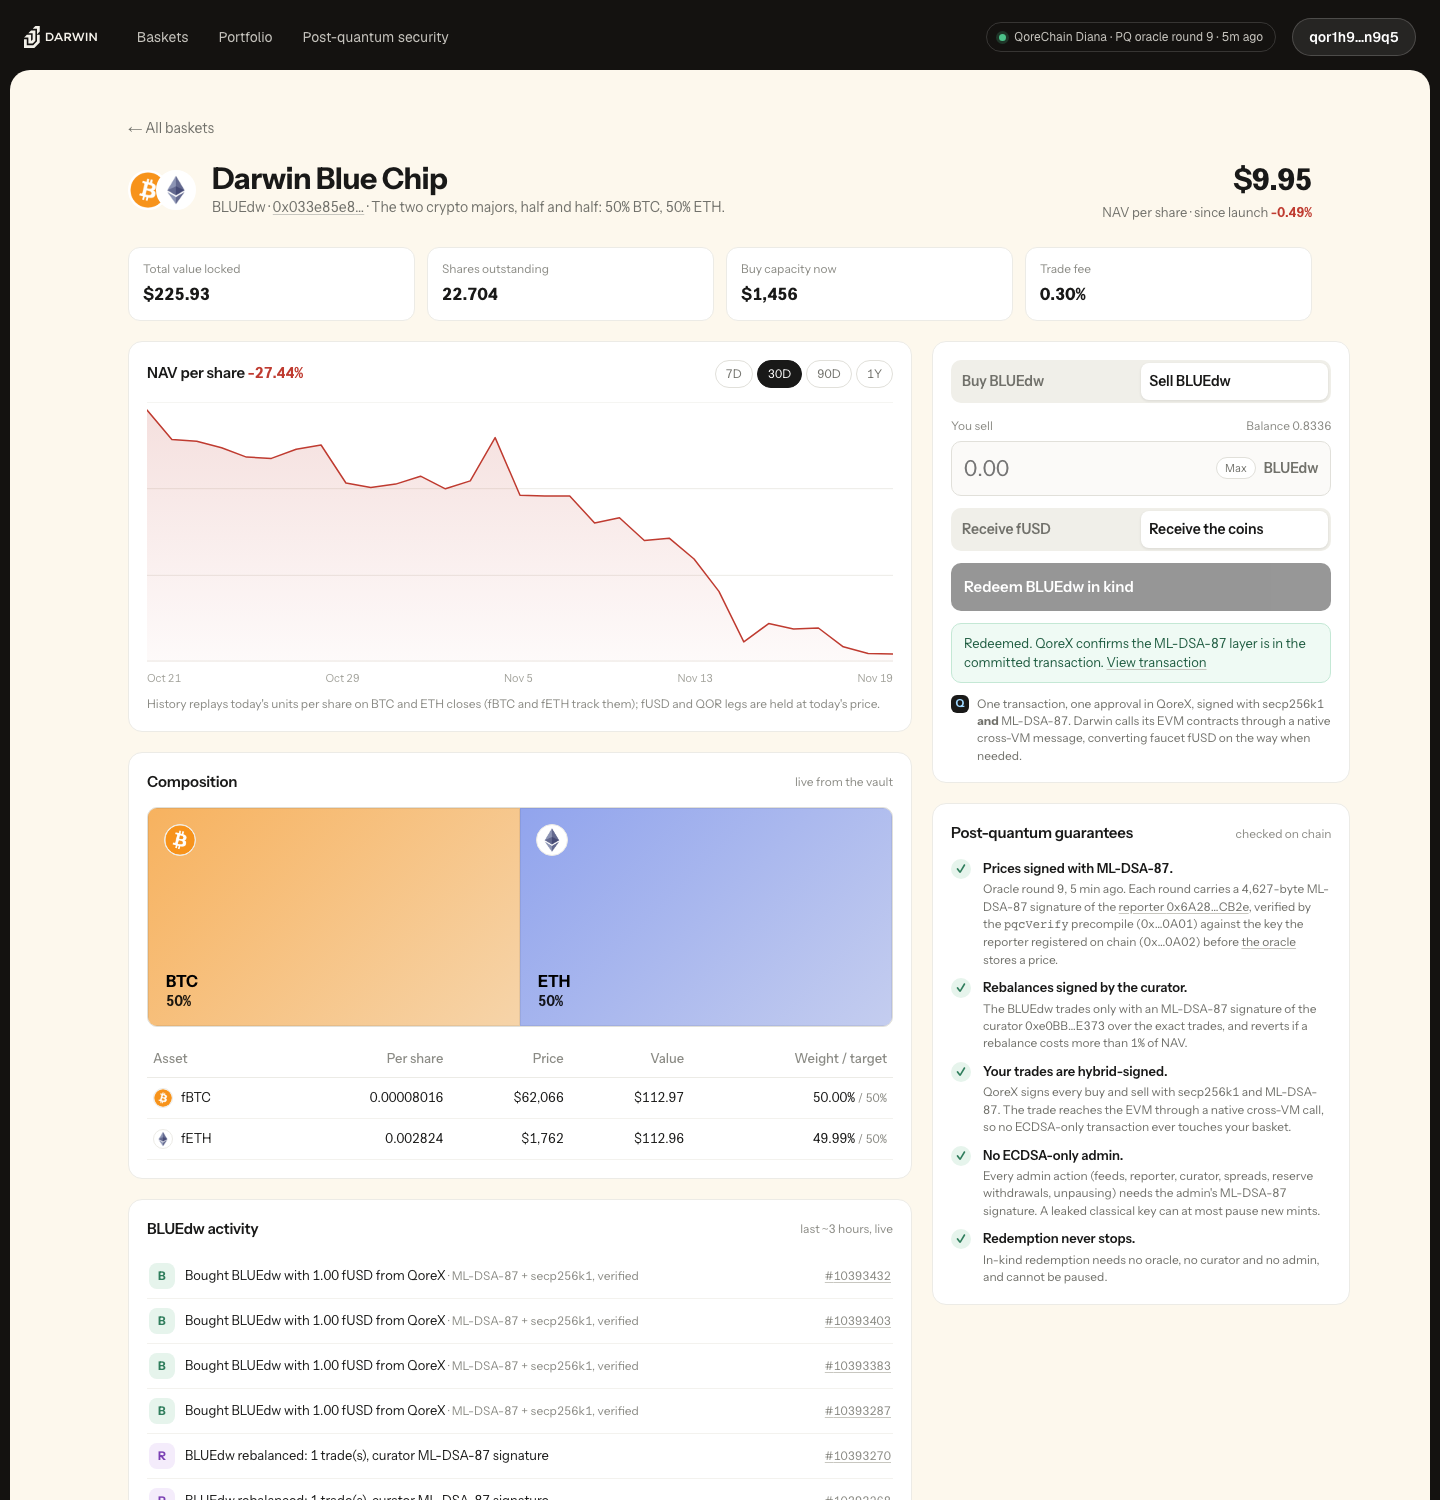 DARWIN
Baskets
Portfolio
Post-quantum security
QoreChain Diana · PQ oracle round 9 · 5m ago
qor1h9...n9q5
← All baskets
Darwin Blue Chip
BLUEdw · 0x033e85e8... · The two crypto majors, half and half: 50% BTC, 50% ETH.
$9.95
NAV per share · since launch -0.49%
Total value locked
$225.93
Shares outstanding
22.704
Buy capacity now
$1,456
Trade fee
0.30%
NAV per share -27.44%
7D
30D
90D
1Y
Oct 21
Oct 29
Nov 5
Nov 13
Nov 19
History replays today's units per share on BTC and ETH closes (fBTC and fETH track them); fUSD and QOR legs are held at today's price.
Buy BLUEdw
Sell BLUEdw
You sell
Balance 0.8336
0.00
Max
BLUEdw
Receive fUSD
Receive the coins
Redeem BLUEdw in kind
Redeemed. QoreX confirms the ML-DSA-87 layer is in the
committed transaction. View transaction
Q
One transaction, one approval in QoreX, signed with secp256k1
and ML-DSA-87. Darwin calls its EVM contracts through a native
cross-VM message, converting faucet fUSD on the way when
needed.
Composition
live from the vault
BTC
50%
ETH
50%
Asset
Per share
Price
Value
Weight / target
fBTC
0.00008016
$62,066
$112.97
50.00% / 50%
fETH
0.002824
$1,762
$112.96
49.99% / 50%
Post-quantum guarantees
checked on chain
Prices signed with ML-DSA-87.
Oracle round 9, 5 min ago. Each round carries a 4,627-byte ML-
DSA-87 signature of the reporter 0x6A28...CB2e, verified by
the pqcVerify precompile (0x...0A01) against the key the
reporter registered on chain (0x...0A02) before the oracle
stores a price.
Rebalances signed by the curator.
The BLUEdw trades only with an ML-DSA-87 signature of the
curator 0xe0BB...E373 over the exact trades, and reverts if a
rebalance costs more than 1% of NAV.
Your trades are hybrid-signed.
QoreX signs every buy and sell with secp256k1 and ML-DSA-
87. The trade reaches the EVM through a native cross-VM call,
so no ECDSA-only transaction ever touches your basket.
No ECDSA-only admin.
Every admin action (feeds, reporter, curator, spreads, reserve
withdrawals, unpausing) needs the admin's ML-DSA-87
signature. A leaked classical key can at most pause new mints.
Redemption never stops.
In-kind redemption needs no oracle, no curator and no admin,
and cannot be paused.
BLUEdw activity
last ~3 hours, live
B
Bought BLUEdw with 1.00 fUSD from QoreX · ML-DSA-87 + secp256k1, verified
#10393432
B
Bought BLUEdw with 1.00 fUSD from QoreX · ML-DSA-87 + secp256k1, verified
#10393403
B
Bought BLUEdw with 1.00 fUSD from QoreX · ML-DSA-87 + secp256k1, verified
#10393383
B
Bought BLUEdw with 1.00 fUSD from QoreX · ML-DSA-87 + secp256k1, verified
#10393287
R
BLUEdw rebalanced: 1 trade(s), curator ML-DSA-87 signature
#10393270
BLUEdw rebalanced: 1 trade(s), curator ML-DSA-87 signature